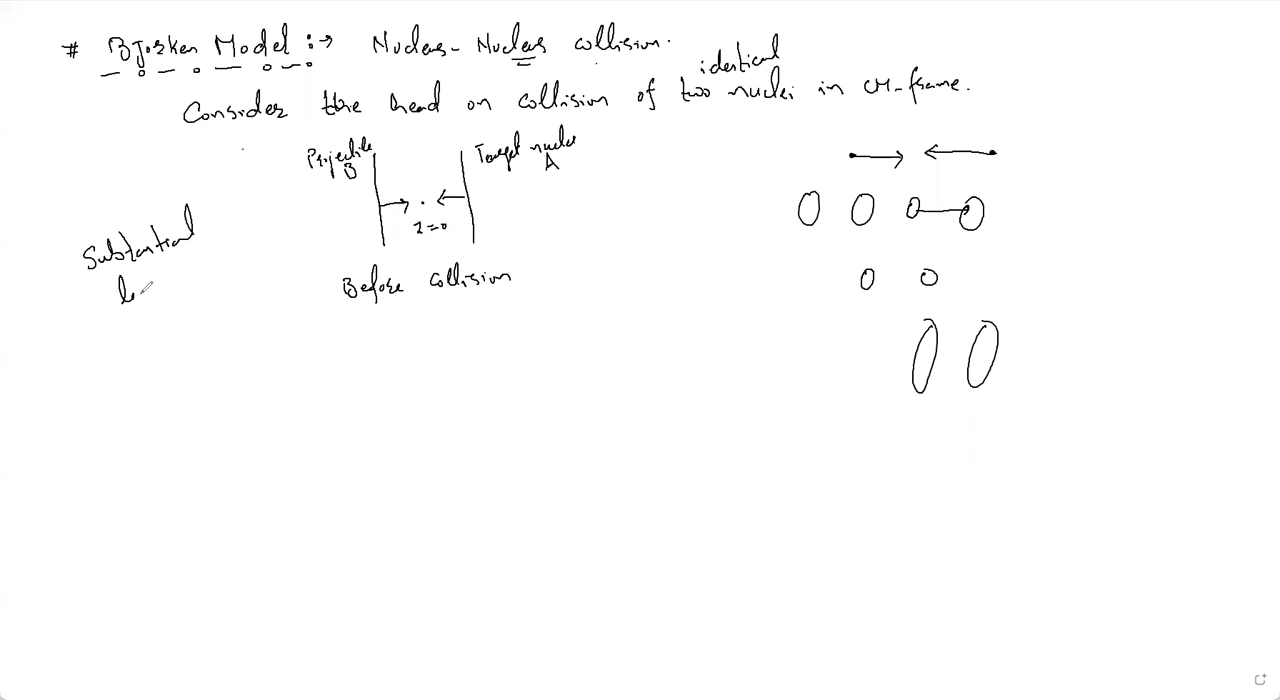 # Bjorken Model :→ Nucleus-Nucleus collision.
identical
Consider the head on collision of two nuclei in CM-frame.
Projectile
B
Target nucleus
A
z=0
Substantial
Before collision